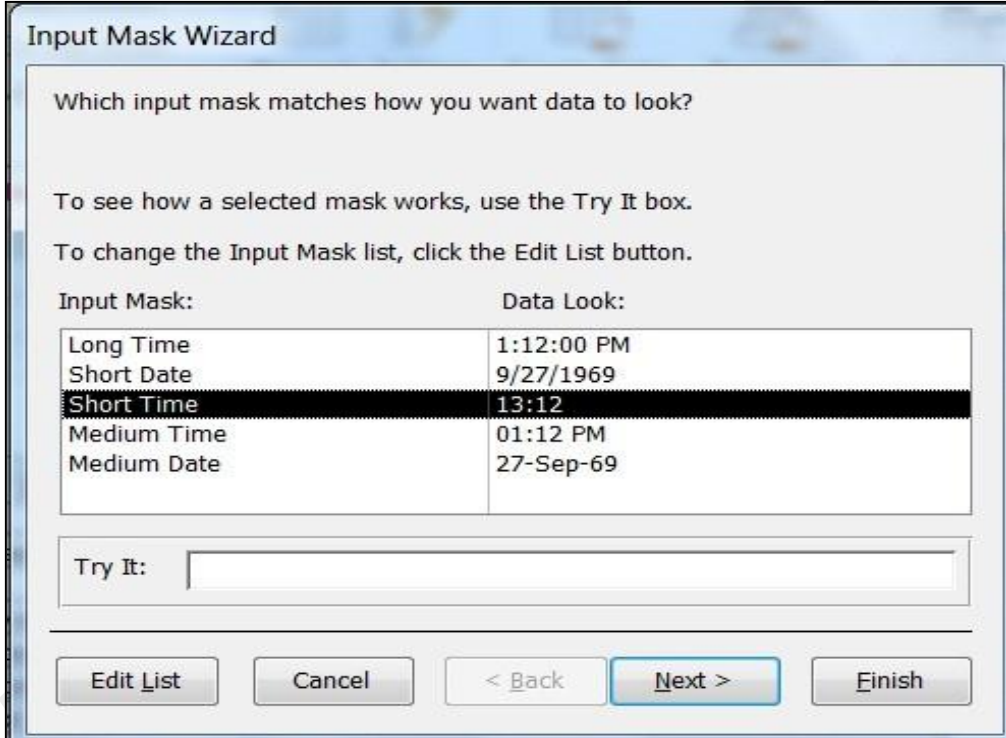 Input Mask Wizard
Which input mask matches how you want data to look?
To see how a selected mask works, use the Try It box.
To change the Input Mask list, click the Edit List button.
Input Mask: Data Look:
Long Time 1:12:00 PM
Short Date 9/27/1969
Short Time 13:12
Medium Time 01:12 PM
Medium Date 27-Sep-69
Try It:
Edit List Cancel < Back Next > Finish